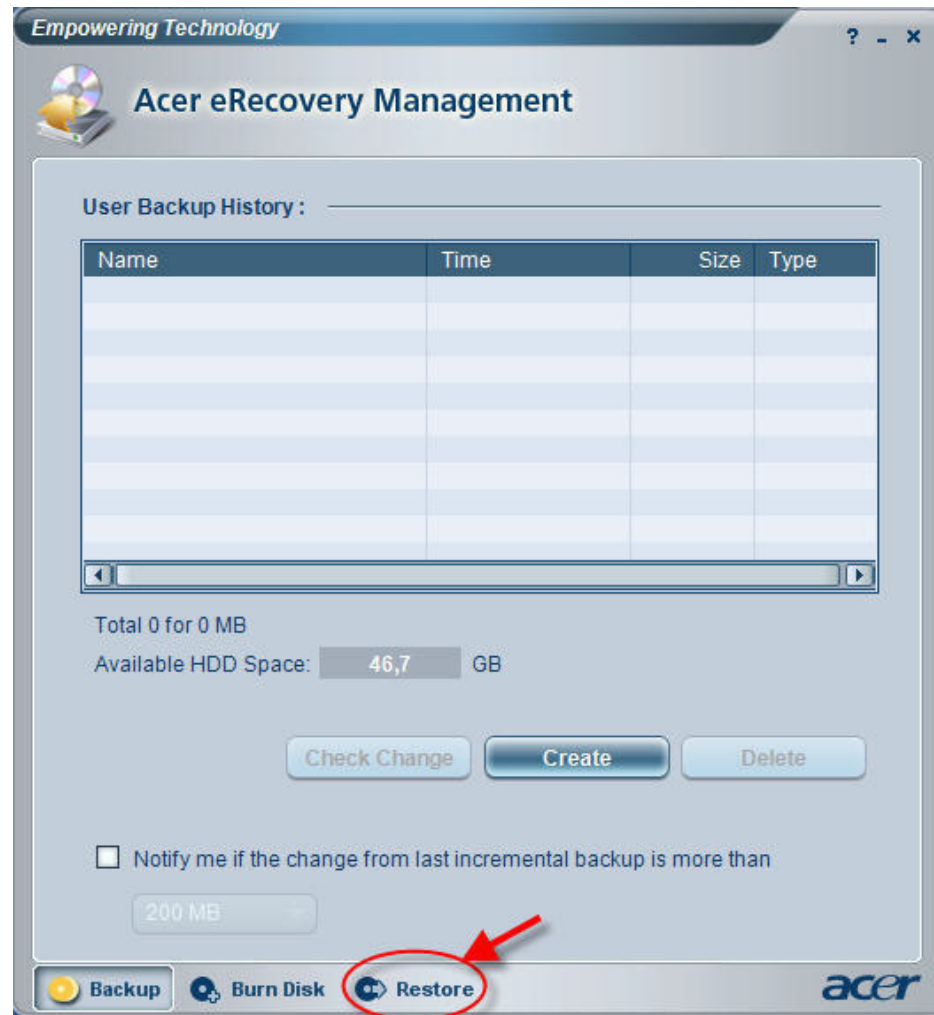 Empowering Technology
? - ×
Acer eRecovery Management
User Backup History :
Name Time Size Type
Total 0 for 0 MB
Available HDD Space: 46,7 GB
Check Change Create Delete
Notify me if the change from last incremental backup is more than
200 MB
Backup Burn Disk Restore acer